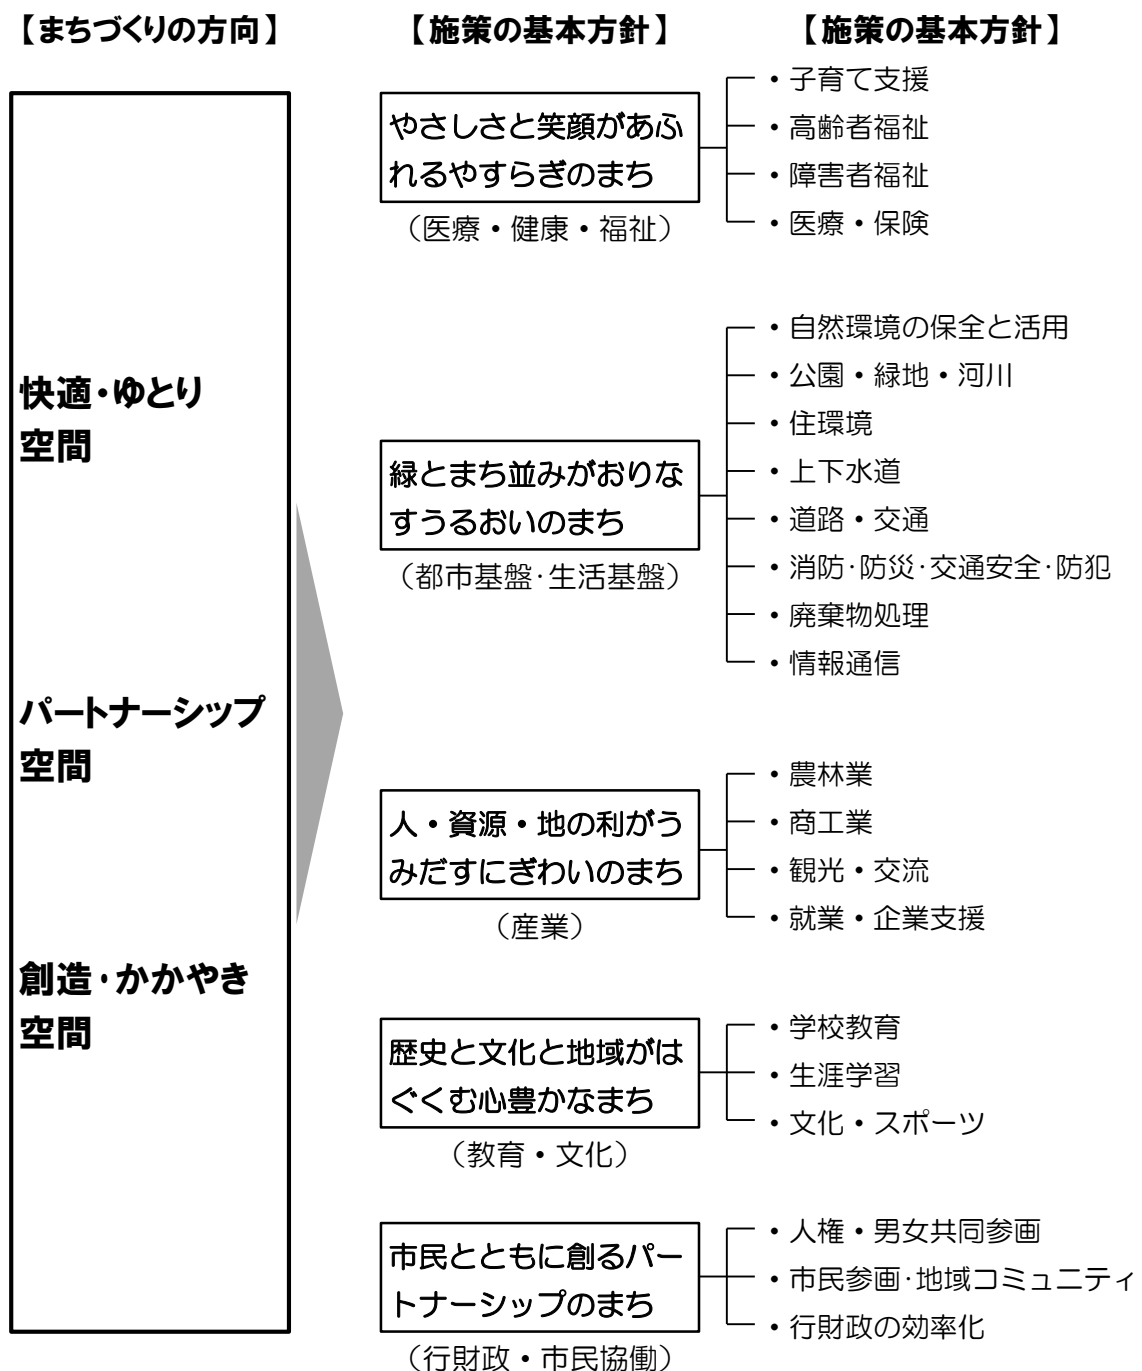 【まちづくりの方向】
【施策の基本方針】
【施策の基本方針】
快適・ゆとり
空間
パートナーシップ
空間
創造・かかやき
空間
やさしさと笑顔があふ
れるやすらぎのまち
（医療・健康・福祉）
・子育て支援
・高齢者福祉
・障害者福祉
・医療・保険
緑とまち並みがおりな
すうるおいのまち
（都市基盤・生活基盤）
・自然環境の保全と活用
・公園・緑地・河川
・住環境
・上下水道
・道路・交通
・消防・防災・交通安全・防犯
・廃棄物処理
・情報通信
人・資源・地の利がう
みだすにぎわいのまち
（産業）
・農林業
・商工業
・観光・交流
・就業・企業支援
歴史と文化と地域がは
ぐくむ心豊かなまち
（教育・文化）
・学校教育
・生涯学習
・文化・スポーツ
市民とともに創るパー
トナーシップのまち
（行財政・市民協働）
・人権・男女共同参画
・市民参画・地域コミュニティ
・行財政の効率化